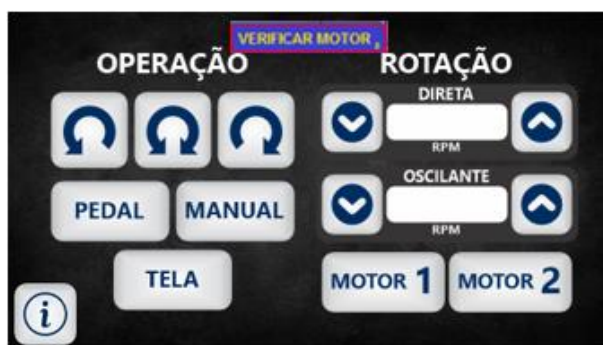 VERIFICAR MOTOR
OPERAÇÃO
ROTAÇÃO
DIRETA
RPM
OSCILANTE
RPM
PEDAL
MANUAL
TELA
MOTOR 1
MOTOR 2
i